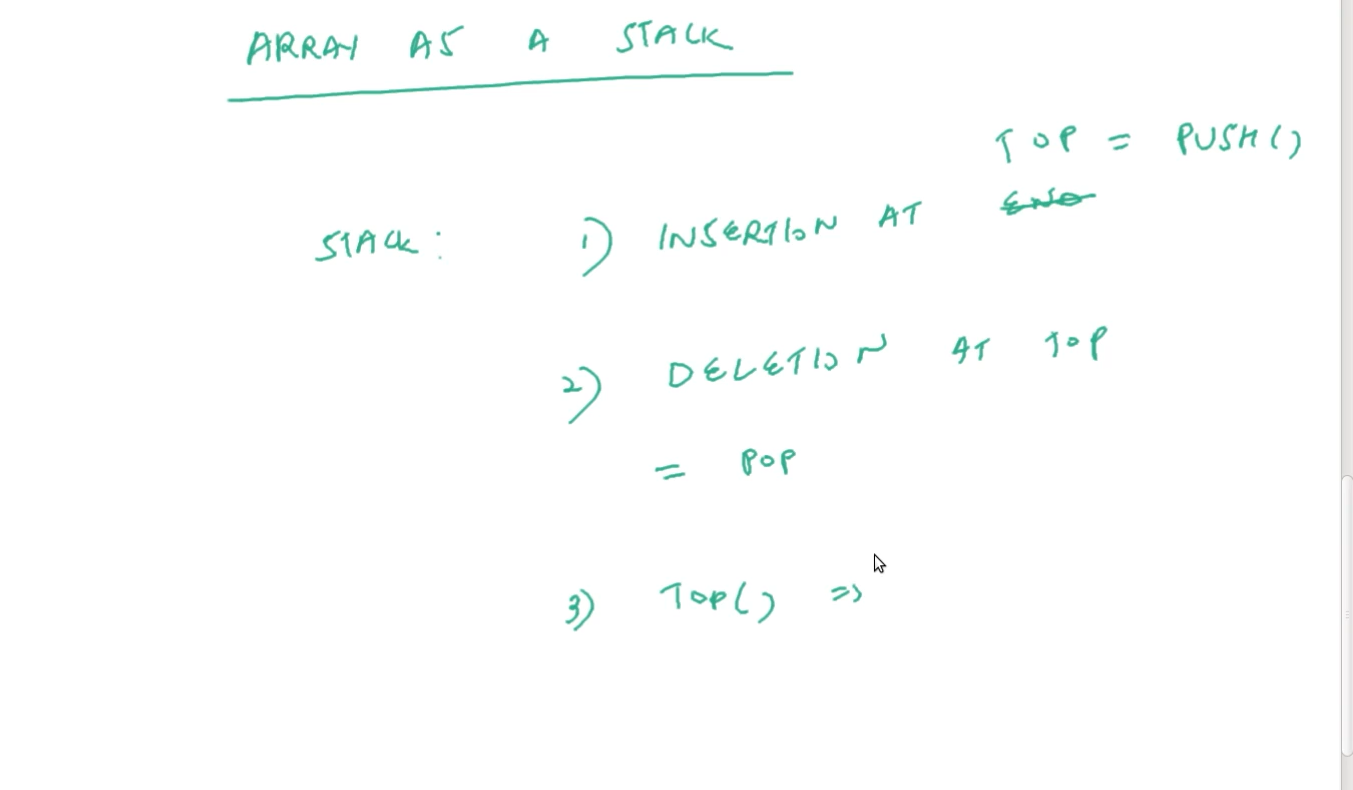 ARRAY AS A STACK
TOP = PUSH()
STACK: 1) INSERTION AT END
2) DELETION AT TOP
= POP
3) TOP() =>